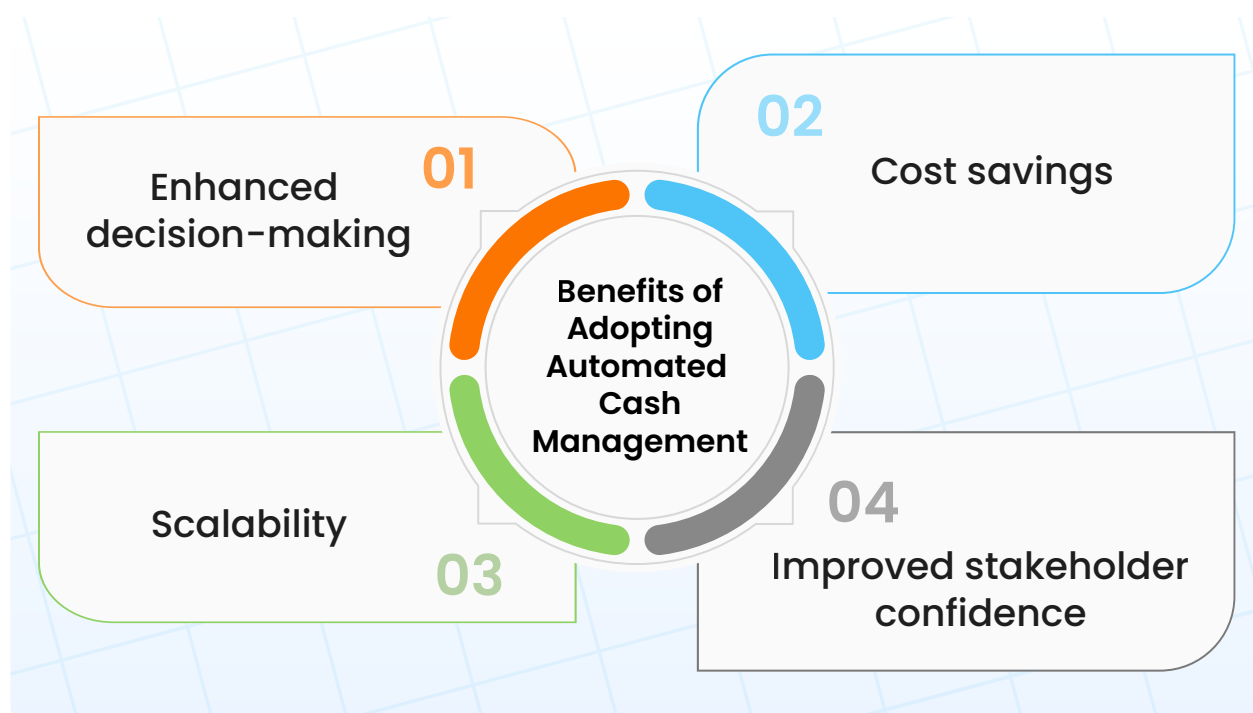 01
Enhanced
decision-making
02
Cost savings
Benefits of
Adopting
Automated
Cash
Management
Scalability
03
04
Improved stakeholder
confidence